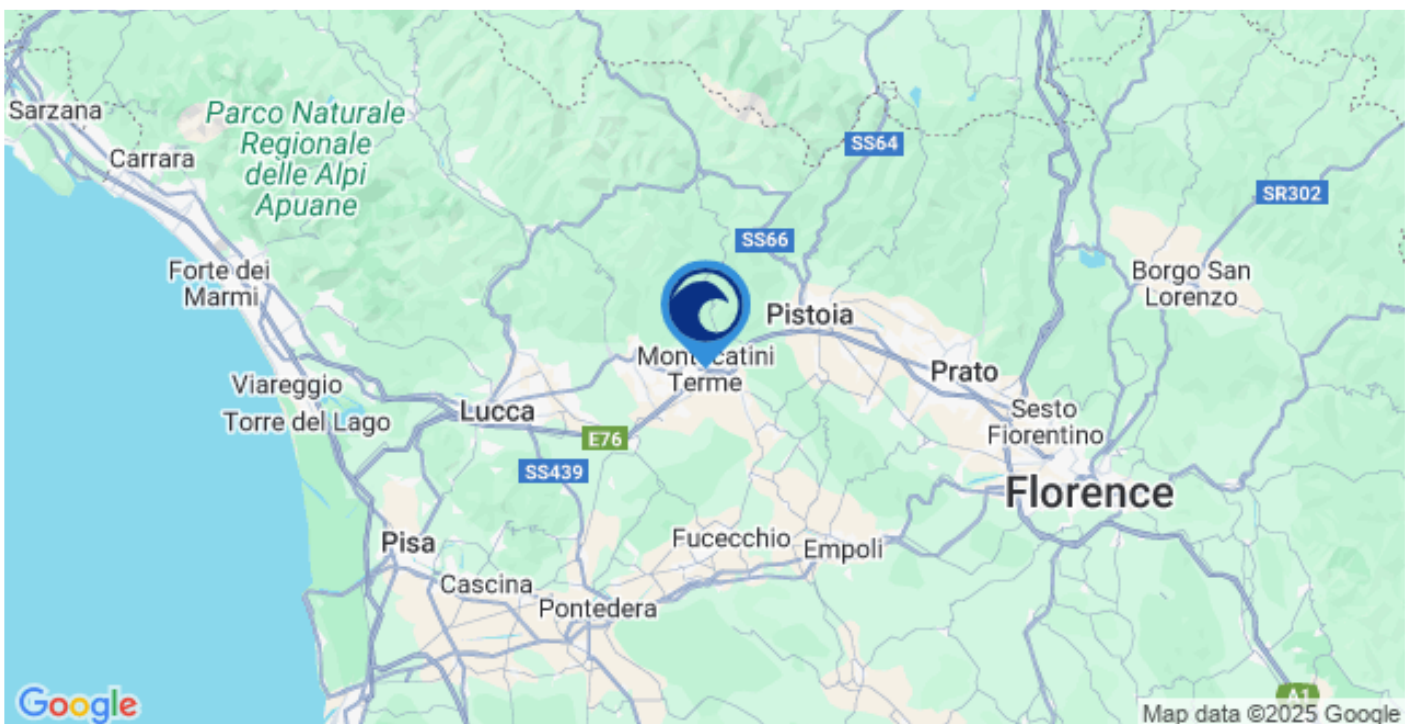 Sarzana
Parco Naturale
Regionale
delle Alpi
Apuane
Carrara
SS64
SR302
SS66
Forte dei
Marmi
Borgo San
Lorenzo
Pistoia
Viareggio
Torre del Lago
Lucca
Terme
Prato
Sesto
Fiorentino
E76
SS439
Florence
Pisa
Fucecchio
Empoli
Cascina
Pontedera
A1
Google
Map data ©2025 Google